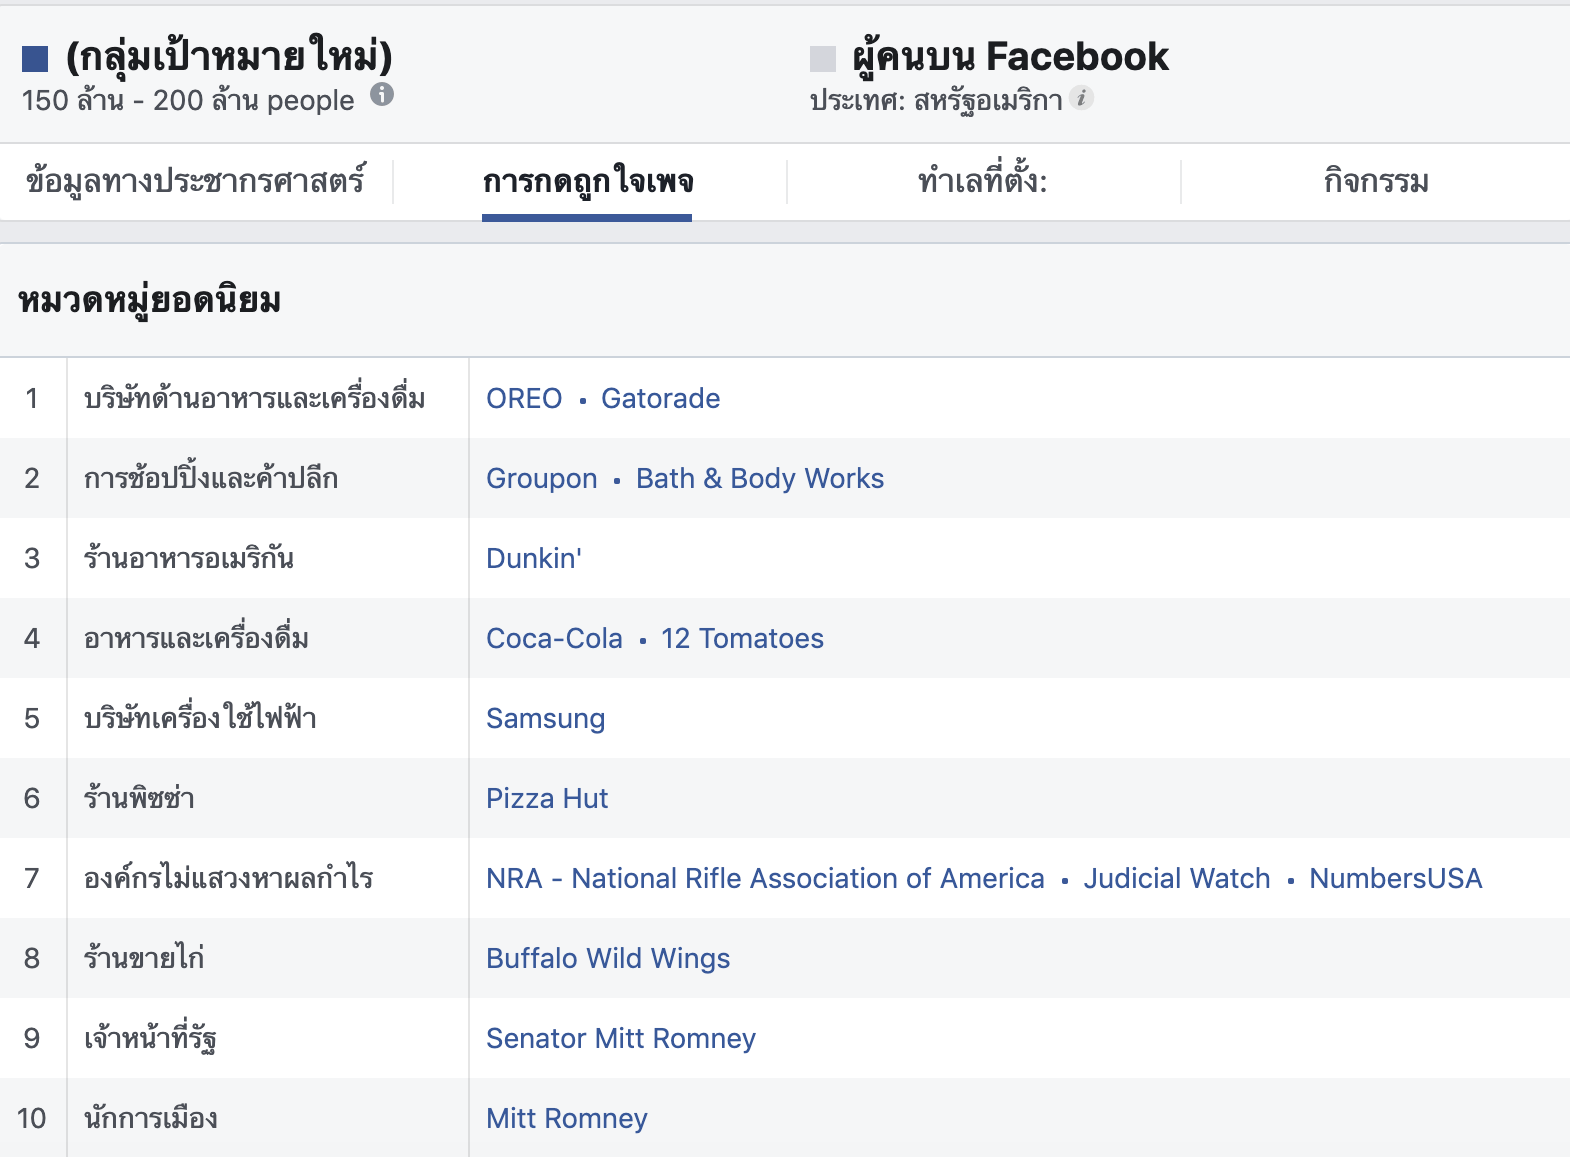 (กลุ่มเป้าหมายใหม่)
150 ล้าน - 200 ล้าน people
ผู้คนบน Facebook
ประเทศ: สหรัฐอเมริกา
ข้อมูลทางประชากรศาสตร์ การกดถูกใจเพจ ทำเลที่ตั้ง: กิจกรรม
หมวดหมู่ยอดนิยม
1 บริษัทด้านอาหารและเครื่องดื่ม OREO • Gatorade
2 การช้อปปิ้งและค้าปลีก Groupon • Bath & Body Works
3 ร้านอาหารอเมริกัน Dunkin'
4 อาหารและเครื่องดื่ม Coca-Cola • 12 Tomatoes
5 บริษัทเครื่องใช้ไฟฟ้า Samsung
6 ร้านพิซซ่า Pizza Hut
7 องค์กรไม่แสวงหาผลกำไร NRA - National Rifle Association of America • Judicial Watch • NumbersUSA
8 ร้านขายไก่ Buffalo Wild Wings
9 เจ้าหน้าที่รัฐ Senator Mitt Romney
10 นักการเมือง Mitt Romney